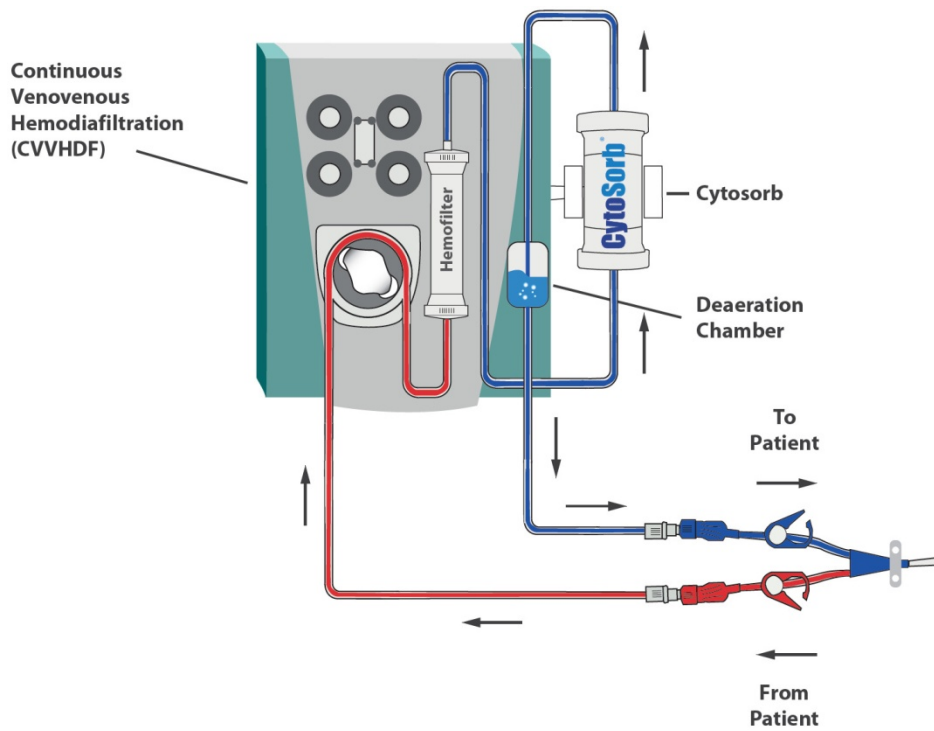 Continuous
Venovenous
Hemodiafiltration
(CVVHDF)
Hemofilter
CytoSorb
Cytosorb
Deaeration
Chamber
To
Patient
From
Patient